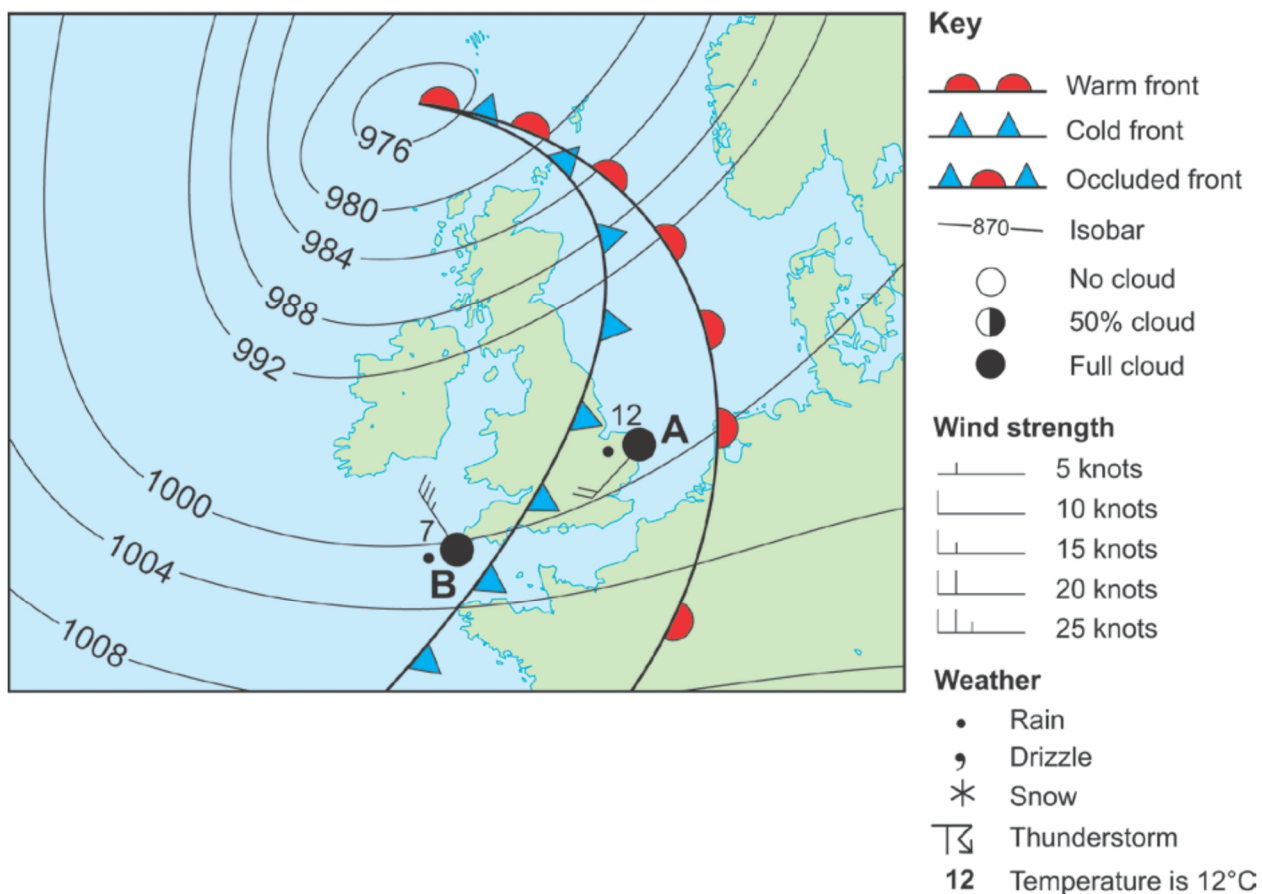 976
980
984
988
992
1000
1004
1008
12
A
7
B
Key
Warm front
Cold front
Occluded front
870
Isobar
No cloud
50% cloud
Full cloud
Wind strength
5 knots
10 knots
15 knots
20 knots
25 knots
Weather
Rain
Drizzle
Snow
Thunderstorm
12 Temperature is 12°C